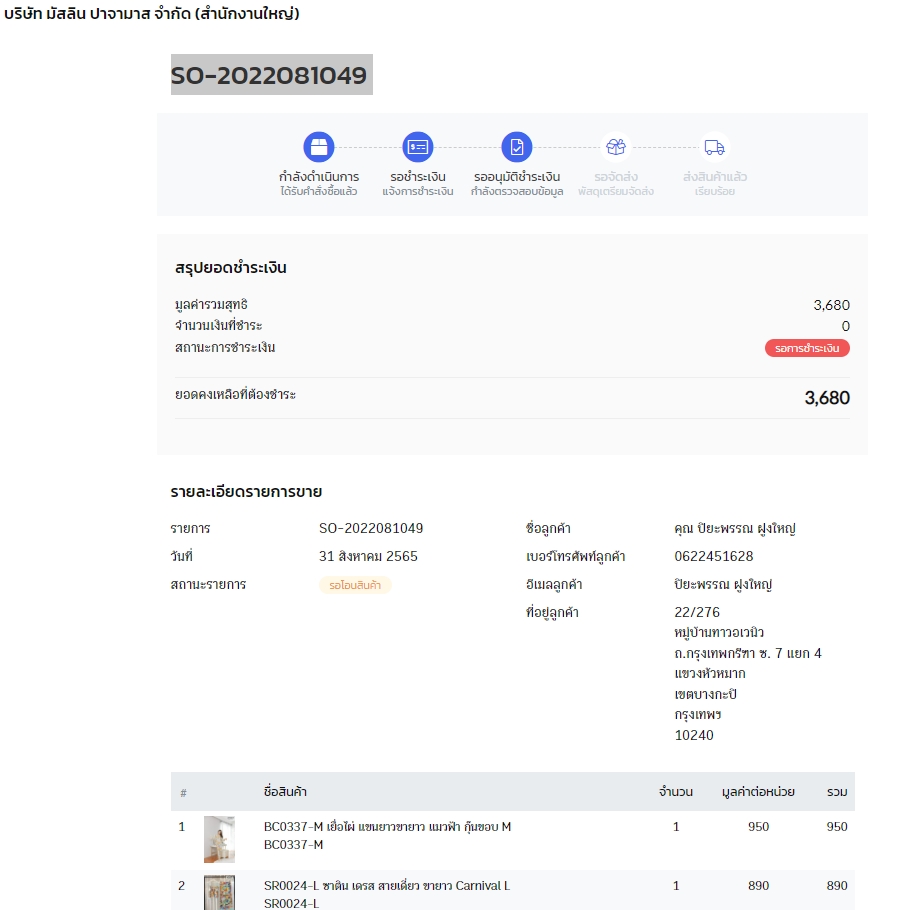 บริษัท มัสลิน ปาจามาส จำกัด (สำนักงานใหญ่)
SO-2022081049
กำลังดำเนินการ
ได้รับคำสั่งซื้อแล้ว
รอชำระเงิน
แจ้งการชำระเงิน
รออนุมัติชำระเงิน
กำลังตรวจสอบข้อมูล
รอจัดส่ง
พัสดุเตรียมจัดส่ง
ส่งสินค้าแล้ว
เรียบร้อย
สรุปยอดชำระเงิน
มูลค่ารวมสุทธิ 3,680
จำนวนเงินที่ชำระ 0
สถานะการชำระเงิน รอการชำระเงิน
ยอดคงเหลือที่ต้องชำระ 3,680
รายละเอียดรายการขาย
รายการ SO-2022081049
วันที่ 31 สิงหาคม 2565
สถานะรายการ รอโอนสินค้า
ชื่อลูกค้า คุณ ปิยะพรรณ ฝูงใหญ่
เบอร์โทรศัพท์ลูกค้า 0622451628
อีเมลลูกค้า ปิยะพรรณ ฝูงใหญ่
ที่อยู่ลูกค้า 22/276
หมู่บ้านทาวอเวนิว
ถ.กรุงเทพกรีฑา ซ. 7 แยก 4
แขวงหัวหมาก
เขตบางกะปิ
กรุงเทพฯ
10240
# ชื่อสินค้า จำนวน มูลค่าต่อหน่วย รวม
1 BC0337-M เยื่อไผ่ แขนยาวขายาว แมวฟ้า กุ๊นขอบ M 1 950 950
BC0337-M
2 SR0024-L ซาติน เดรส สายเดี่ยว ขายาว Carnival L 1 890 890
SR0024-L